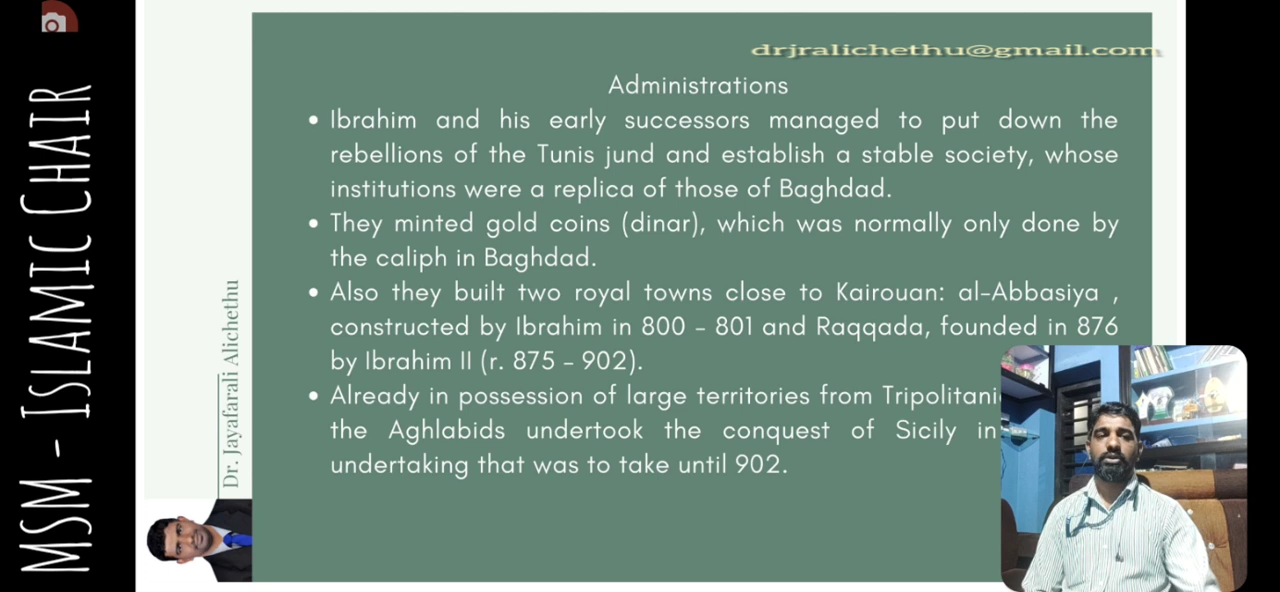 MSM - ISLAMIC CHAIR
Dr. Jayafarali Alichethu
drjralichethu@gmail.com
Administrations
• Ibrahim and his early successors managed to put down the
rebellions of the Tunis jund and establish a stable society, whose
institutions were a replica of those of Baghdad.
• They minted gold coins (dinar), which was normally only done by
the caliph in Baghdad.
• Also they built two royal towns close to Kairouan: al-Abbasiya ,
constructed by Ibrahim in 800 – 801 and Raqqada, founded in 876
by Ibrahim II (r. 875 – 902).
• Already in possession of large territories from
the Aghlabids undertook the conquest of Sicily in
undertaking that was to take until 902.